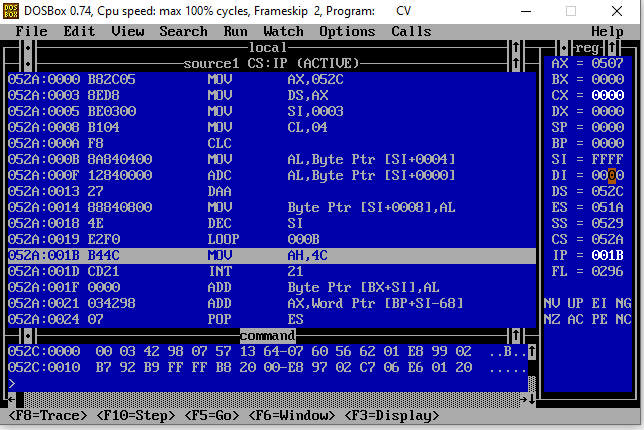 DOSBox 0.74, Cpu speed: max 100% cycles, Frameskip 2, Program: CV
File Edit View Search Run Watch Options Calls Help
local
reg
source1 CS:IP (ACTIVE)
052A:0000 B82C05 MOV AX,052C
052A:0003 8ED8 MOV DS,AX
052A:0005 BE0300 MOV SI,0003
052A:0008 B104 MOV CL,04
052A:000A F8 CLC
052A:000B 8A840400 MOV AL,Byte Ptr [SI+0004]
052A:000F 12840000 ADC AL,Byte Ptr [SI+0000]
052A:0013 27 DAA
052A:0014 88840800 MOV Byte Ptr [SI+0008],AL
052A:0018 4E DEC SI
052A:0019 E2F0 LOOP 000B
052A:001B B44C MOV AH,4C
052A:001D CD21 INT 21
052A:001F 0000 ADD Byte Ptr [BX+SI],AL
052A:0021 034298 ADD AX,Word Ptr [BP+SI-68]
052A:0024 07 POP ES
AX = 0507
BX = 0000
CX = 0000
DX = 0000
SP = 0000
BP = 0000
SI = FFFF
DI = 0000
DS = 052C
ES = 051A
SS = 0529
CS = 052A
IP = 001B
FL = 0296
NV UP EI NG
NZ AC PE NC
command
052C:0000 00 03 42 98 07 57 13 64-07 60 56 62 01 E8 99 02 ..B..
052C:0010 B7 92 B9 FF FF B8 20 00-E8 97 02 C7 06 E6 01 20 .....
>
<F8=Trace> <F10=Step> <F5=Go> <F6=Window> <F3=Display>